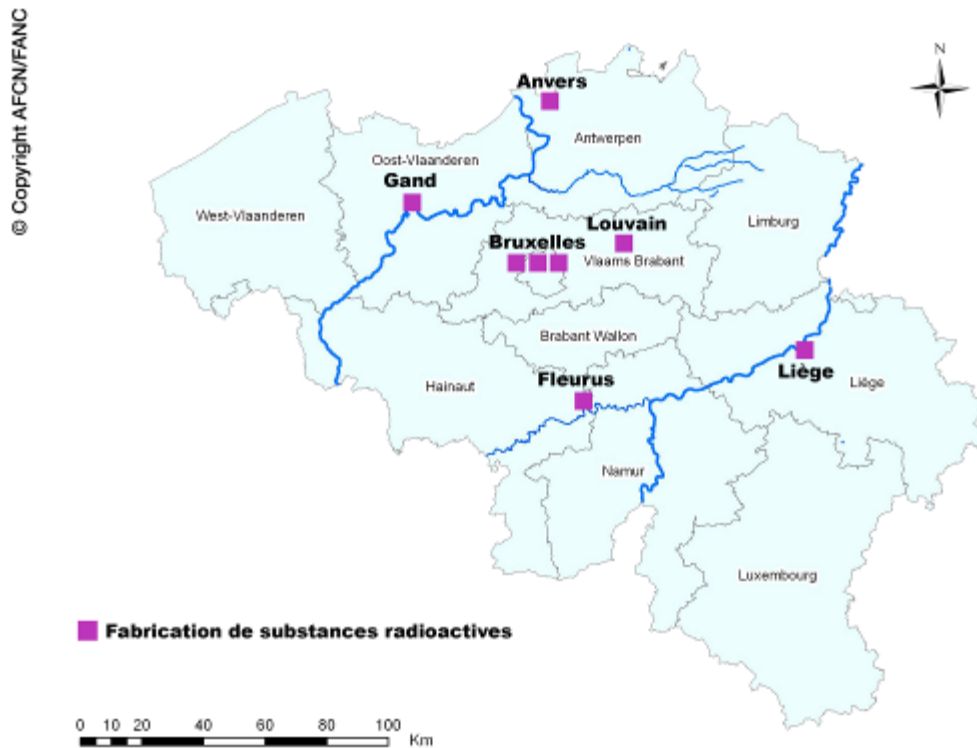 © Copyright AFCN/FANC
N
Anvers
Antwerpen
Oost-Vlaanderen
Gand
West-Vlaanderen
Louvain
Limburg
Bruxelles
Vlaams Brabant
Brabant Wallon
Hainaut
Fleurus
Liège
Liège
Namur
Luxembourg
Fabrication de substances radioactives
0 10 20 40 60 80 100
Km